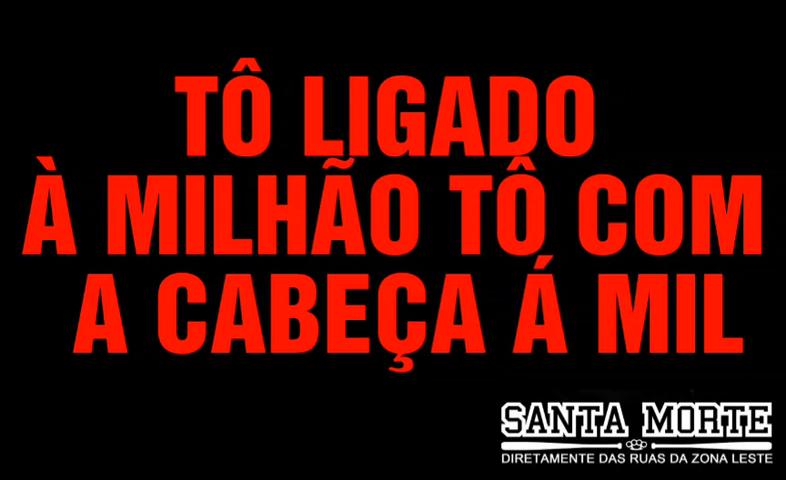 TÔ LIGADO
À MILHÃO TÔ COM
A CABEÇA Á MIL
SANTA MORTE
DIRETAMENTE DAS RUAS DA ZONA LESTE